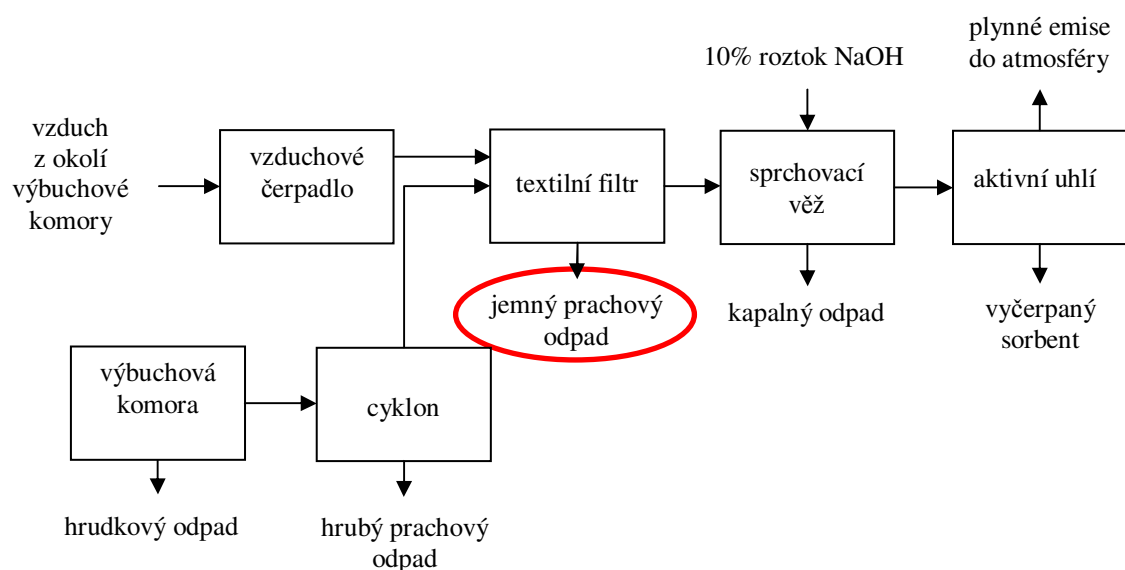 plynné emise
do atmosféry
10% roztok NaOH
vzduch
z okolí
výbuchové
komory
vzduchové
čerpadlo
textilní filtr
sprchovací
věž
aktivní uhlí
jemný prachový
odpad
kapalný odpad
vyčerpaný
sorbent
výbuchová
komora
cyklon
hrudkový odpad
hrubý prachový
odpad